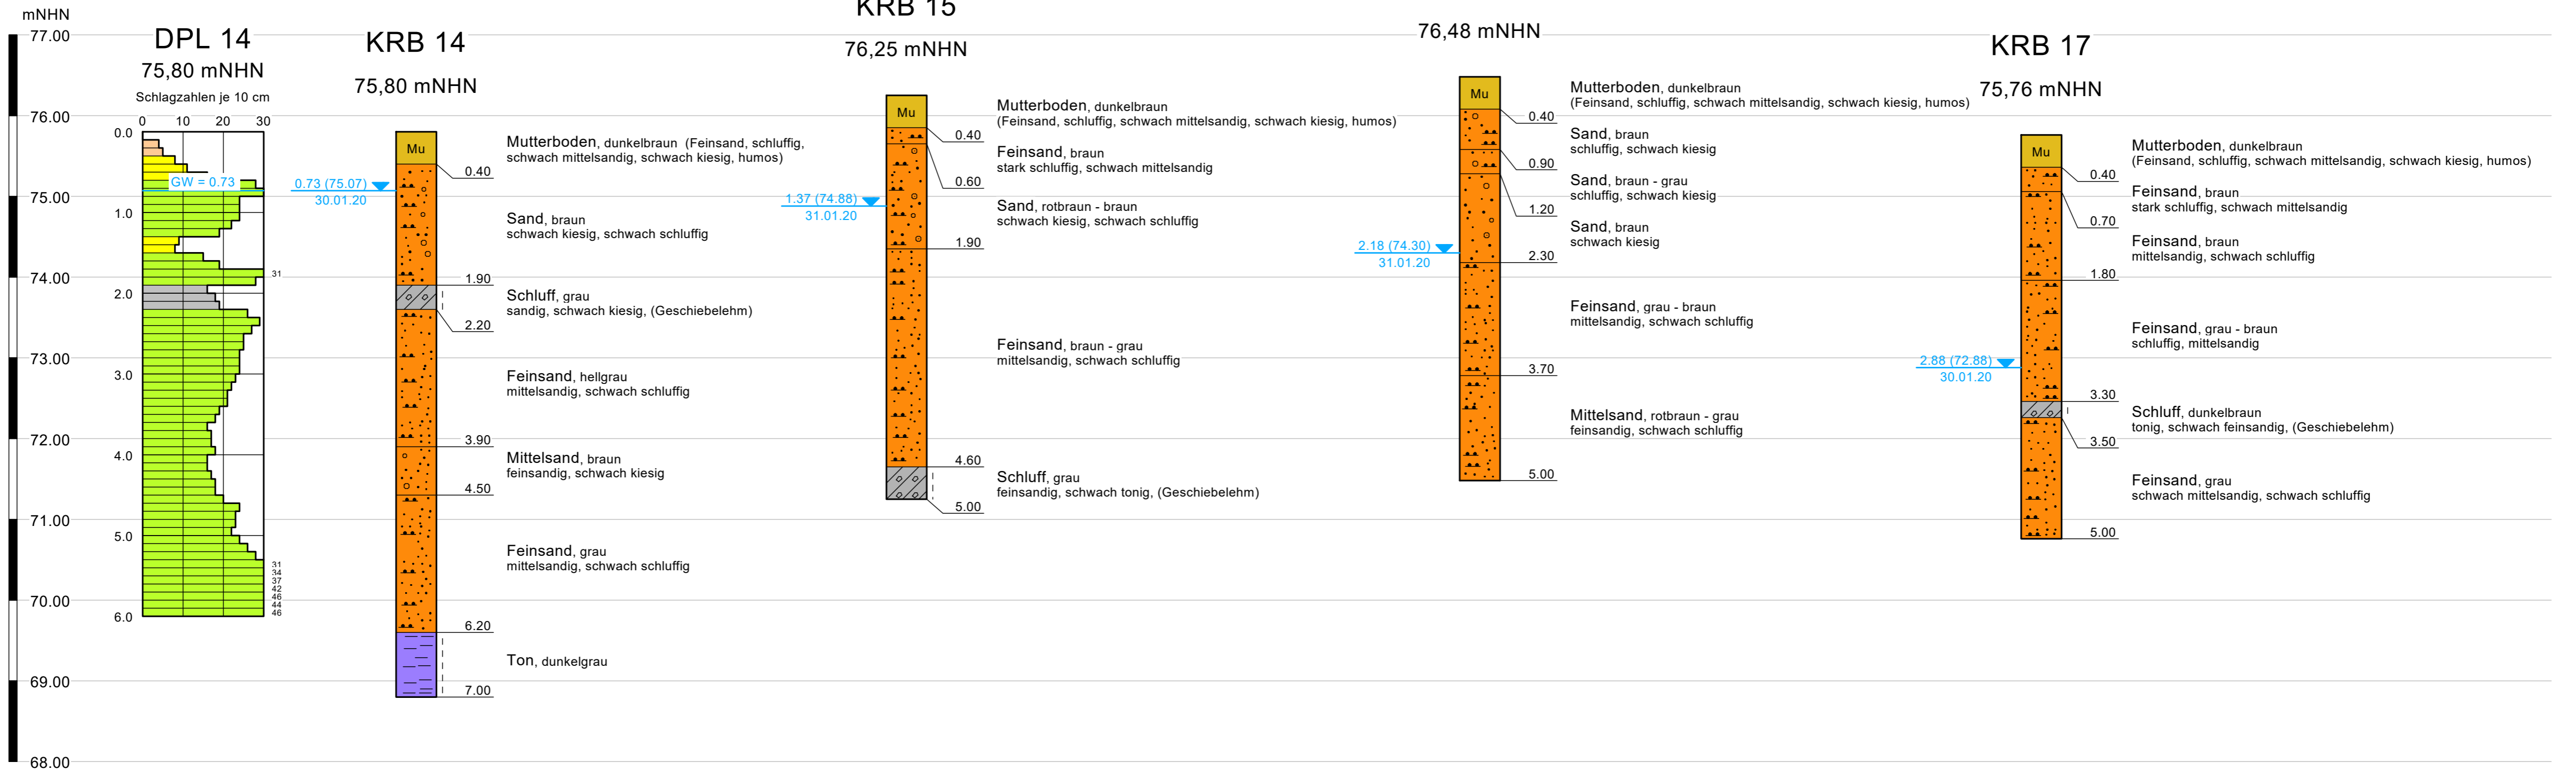 mNHN
77.00
76.00
75.00
74.00
73.00
72.00
71.00
70.00
69.00
68.00
DPL 14
75,80 mNHN
Schlagzahlen je 10 cm
0 10 20 30
0.0
1.0
2.0
3.0
4.0
5.0
6.0
GW = 0.73
31
31
34
37
42
46
44
46
KRB 14
75,80 mNHN
0.73 (75.07)
30.01.20
Mu
0.40
1.90
2.20
3.90
4.50
6.20
7.00
Mutterboden, dunkelbraun (Feinsand, schluffig,
schwach mittelsandig, schwach kiesig, humos)
Sand, braun
schwach kiesig, schwach schluffig
Schluff, grau
sandig, schwach kiesig, (Geschiebelehm)
Feinsand, hellgrau
mittelsandig, schwach schluffig
Mittelsand, braun
feinsandig, schwach kiesig
Feinsand, grau
mittelsandig, schwach schluffig
Ton, dunkelgrau
KRB 15
76,25 mNHN
1.37 (74.88)
31.01.20
Mu
0.40
0.60
1.90
4.60
5.00
Mutterboden, dunkelbraun
(Feinsand, schluffig, schwach mittelsandig, schwach kiesig, humos)
Feinsand, braun
stark schluffig, schwach mittelsandig
Sand, rotbraun - braun
schwach kiesig, schwach schluffig
Feinsand, braun - grau
mittelsandig, schwach schluffig
Schluff, grau
feinsandig, schwach tonig, (Geschiebelehm)
76,48 mNHN
2.18 (74.30)
31.01.20
Mu
0.40
0.90
1.20
2.30
3.70
5.00
Mutterboden, dunkelbraun
(Feinsand, schluffig, schwach mittelsandig, schwach kiesig, humos)
Sand, braun
schluffig, schwach kiesig
Sand, braun - grau
schluffig, schwach kiesig
Sand, braun
schwach kiesig
Feinsand, grau - braun
mittelsandig, schwach schluffig
Mittelsand, rotbraun - grau
feinsandig, schwach schluffig
KRB 17
75,76 mNHN
2.88 (72.88)
30.01.20
Mu
0.40
0.70
1.80
3.30
3.50
5.00
Mutterboden, dunkelbraun
(Feinsand, schluffig, schwach mittelsandig, schwach kiesig, humos)
Feinsand, braun
stark schluffig, schwach mittelsandig
Feinsand, braun
mittelsandig, schwach schluffig
Feinsand, grau - braun
schluffig, mittelsandig
Schluff, dunkelbraun
tonig, schwach feinsandig, (Geschiebelehm)
Feinsand, grau
schwach mittelsandig, schwach schluffig